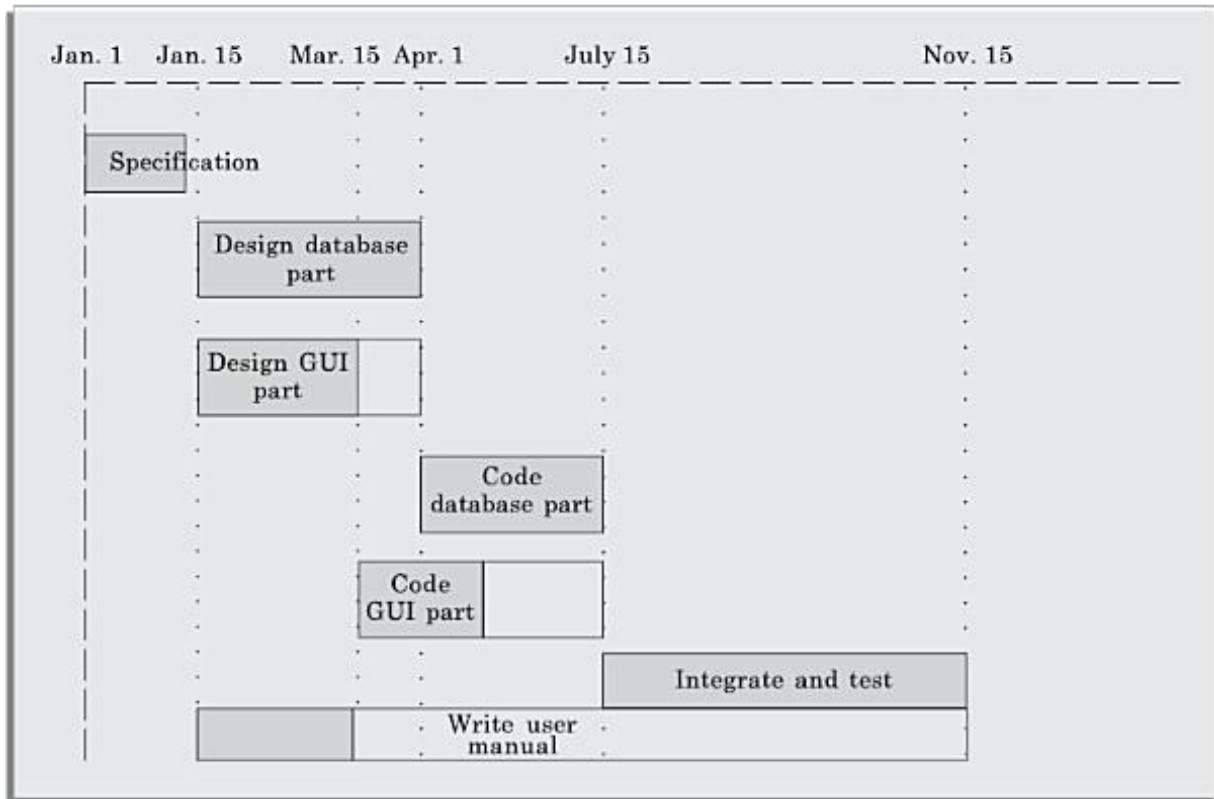 Jan. 1 Jan. 15 Mar. 15 Apr. 1 July 15 Nov. 15
Specification
Design database
part
Design GUI
part
Code
database part
Code
GUI part
Integrate and test
Write user
manual